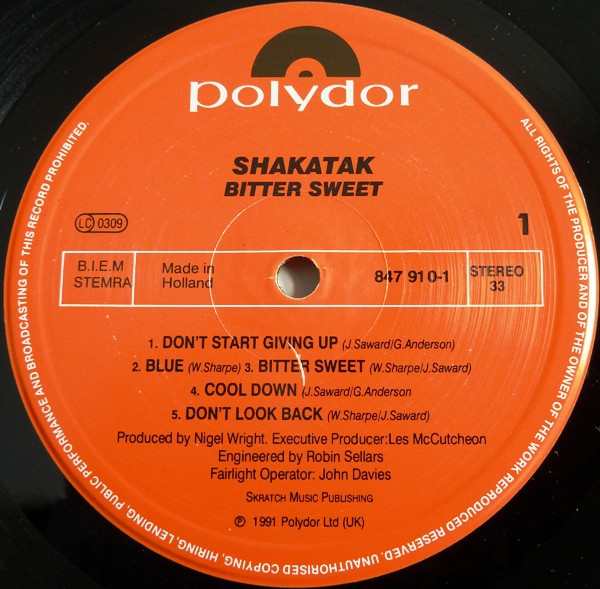 polydor
SHAKATAK
BITTER SWEET
LC 0309
1
B.I.E.M
STEMRA
Made in
Holland
847 91 0-1
STEREO
33
1. DON'T START GIVING UP (J.Saward/G.Anderson)
2. BLUE (W.Sharpe) 3. BITTER SWEET (W.Sharpe/J.Saward)
4. COOL DOWN (J.Saward/G.Anderson
5. DON'T LOOK BACK (W.Sharpe/J.Saward)
Produced by Nigel Wright. Executive Producer:Les McCutcheon
Engineered by Robin Sellars
Fairlight Operator: John Davies
SKRATCH MUSIC PUBLISHING
℗ 1991 Polydor Ltd (UK)
ALL RIGHTS OF THE PRODUCER AND OF THE OWNER OF THE WORK REPRODUCED RESERVED. UNAUTHORISED COPYING, HIRING, LENDING, PUBLIC PERFORMANCE AND BROADCASTING OF THIS RECORD PROHIBITED.